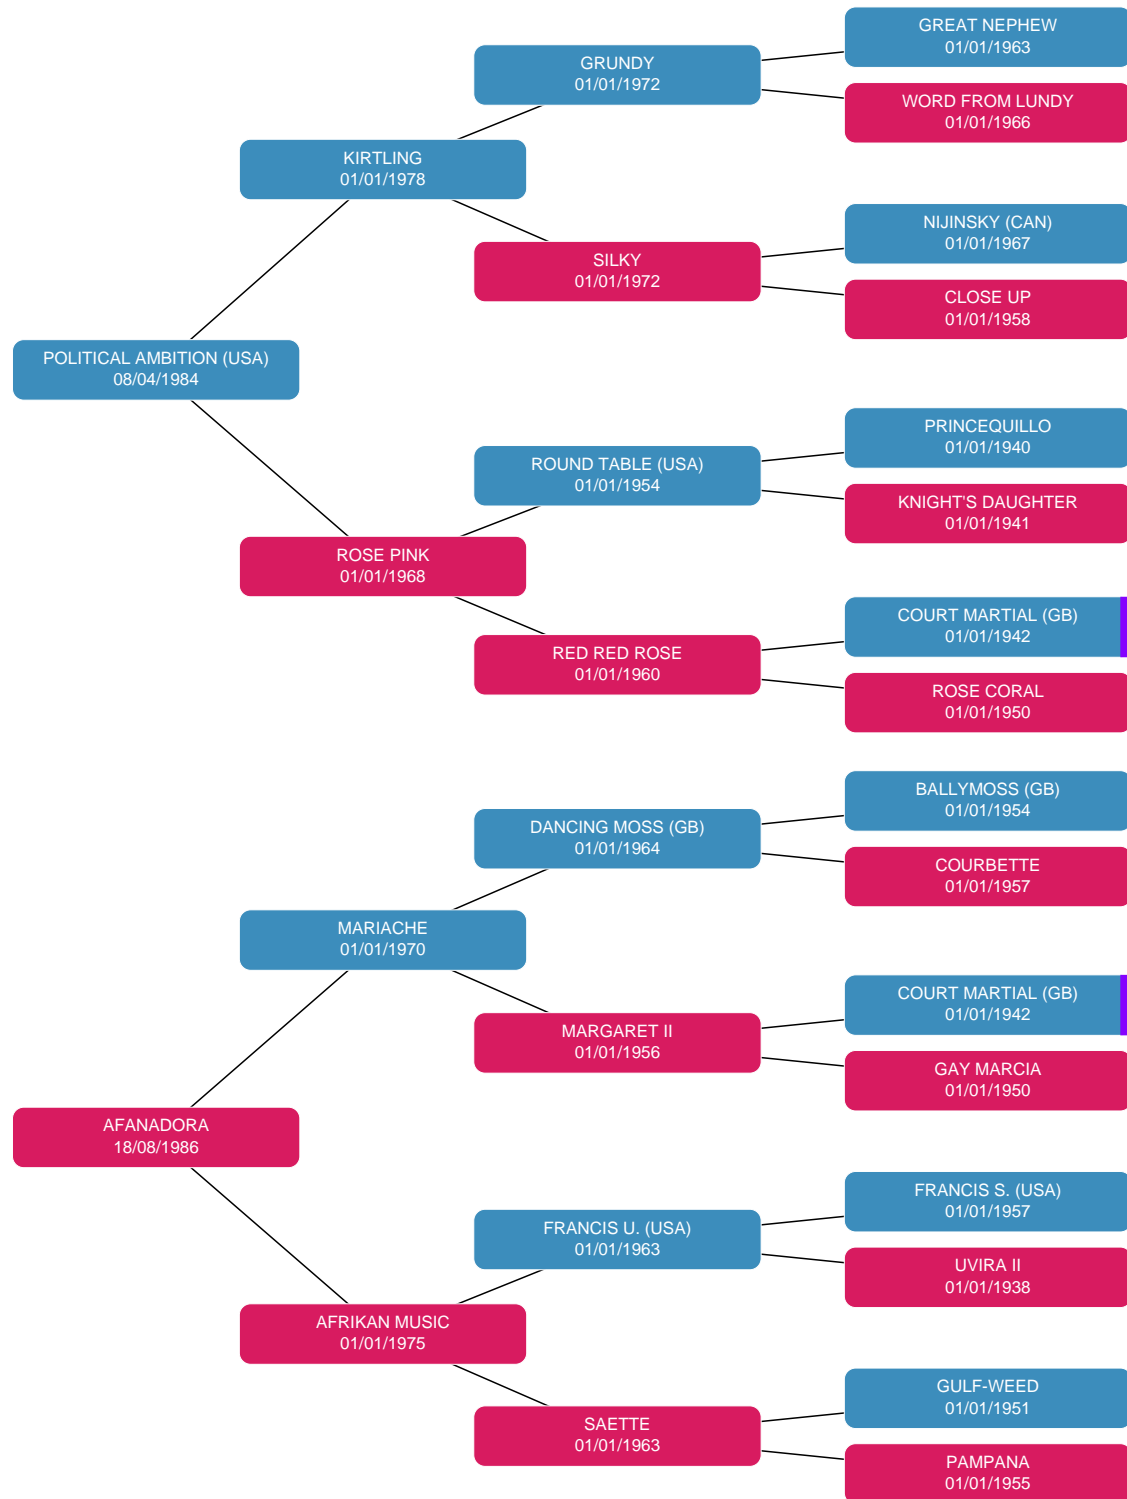 GREAT NEPHEW
01/01/1963
GRUNDY
01/01/1972
WORD FROM LUNDY
01/01/1966
KIRTLING
01/01/1978
NIJINSKY (CAN)
01/01/1967
SILKY
01/01/1972
CLOSE UP
01/01/1958
POLITICAL AMBITION (USA)
08/04/1984
PRINCEQUILLO
01/01/1940
ROUND TABLE (USA)
01/01/1954
KNIGHT'S DAUGHTER
01/01/1941
ROSE PINK
01/01/1968
COURT MARTIAL (GB)
01/01/1942
RED RED ROSE
01/01/1960
ROSE CORAL
01/01/1950
BALLYMOSS (GB)
01/01/1954
DANCING MOSS (GB)
01/01/1964
COURBETTE
01/01/1957
MARIACHE
01/01/1970
COURT MARTIAL (GB)
01/01/1942
MARGARET II
01/01/1956
GAY MARCIA
01/01/1950
AFANADORA
18/08/1986
FRANCIS S. (USA)
01/01/1957
FRANCIS U. (USA)
01/01/1963
UVIRA II
01/01/1938
AFRIKAN MUSIC
01/01/1975
GULF-WEED
01/01/1951
SAETTE
01/01/1963
PAMPANA
01/01/1955